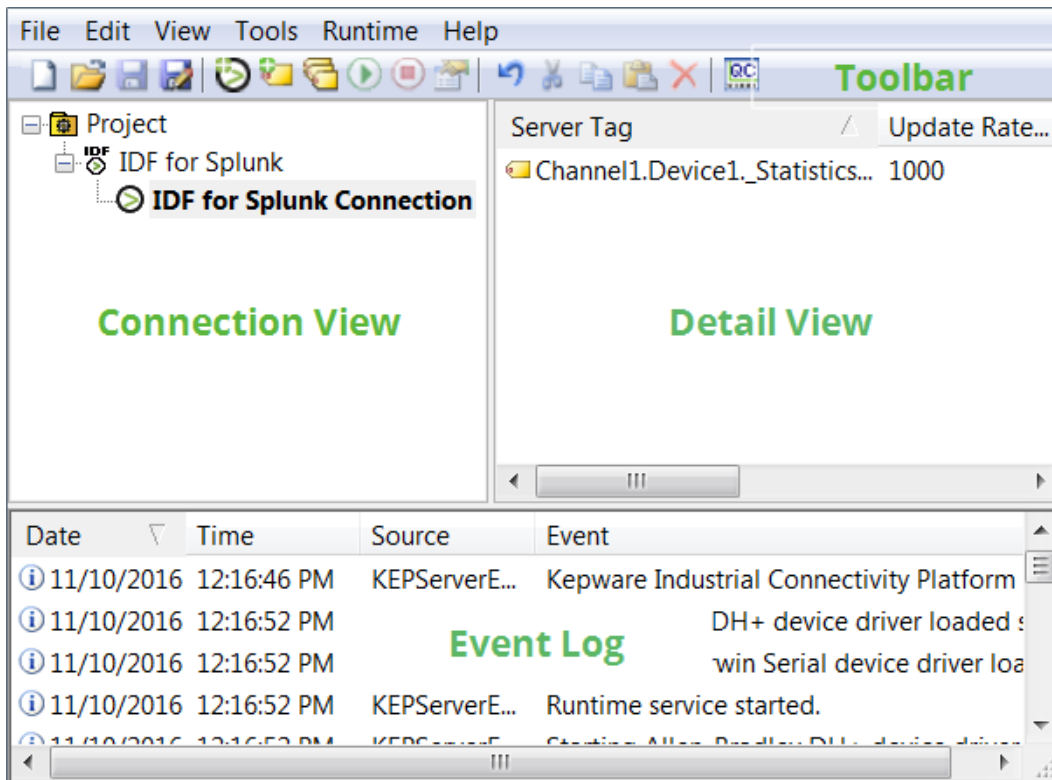 File Edit View Tools Runtime Help
QC
Toolbar
Project
IDF for Splunk
IDF for Splunk Connection
Connection View
Server Tag Update Rate...
Channel1.Device1._Statistics... 1000
Detail View
Date Time Source Event
11/10/2016 12:16:46 PM KEPServerE... Kepware Industrial Connectivity Platform
11/10/2016 12:16:52 PM DH+ device driver loaded
Event Log
11/10/2016 12:16:52 PM win Serial device driver
11/10/2016 12:16:52 PM KEPServerE... Runtime service started.